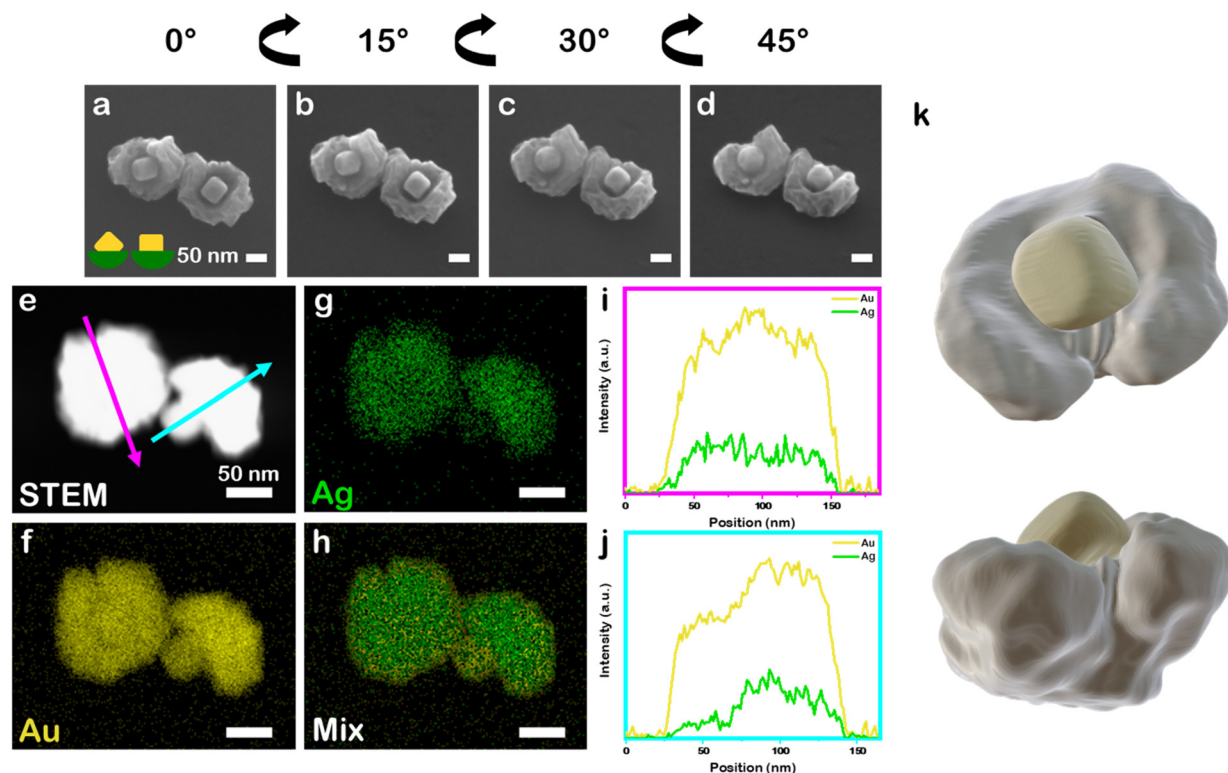 0° 15° 30° 45°
a b c d
50 nm
k
e
50 nm
STEM
g
Ag
i
Au
Ag
Intensity (a.u.)
0 50 100 150
Position (nm)
f
Au
h
Mix
j
Au
Ag
Intensity (a.u.)
0 50 100 150
Position (nm)